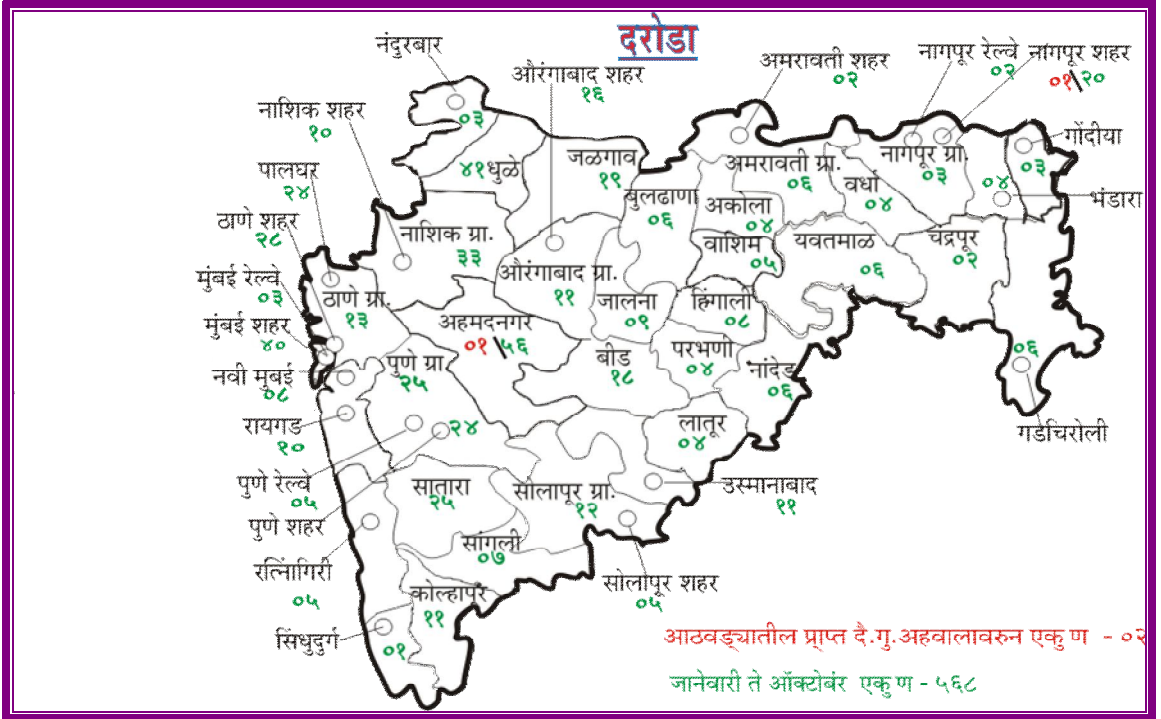 दरोडा
नंदुरबार
०३
औरंगाबाद शहर
१६
अमरावती शहर
०२
नागपूर रेल्वे
०२
नागपूर शहर
०१\२०
नाशिक शहर
१०
गोंदीया
०३
पालघर
२४
४१ धुळे
जळगाव
१९
अमरावती ग्रा.
०६
नागपूर ग्रा.
०३
०४
भंडारा
वर्धा
०४
बुलढाणा
०६
अकोला
०४
ठाणे शहर
२८
नाशिक ग्रा.
३३
वाशिम
०५
यवतमाळ
०६
चंद्रपूर
०२
मुंबई रेल्वे
०३
ठाणे ग्रा.
१३
औरंगाबाद ग्रा.
११
जालना
०९
हिंगाली
०८
मुंबई शहर
४०
अहमदनगर
०१\५६
बीड
१८
परभणी
०४
नांदेड
०६
०६
गडचिरोली
नवी मुंबई
०८
पुणे ग्रा.
२५
रायगड
१०
२४
लातूर
०४
पुणे रेल्वे
०५
सातारा
२५
सोलापूर ग्रा.
१२
उस्मानाबाद
११
पुणे शहर
सांगली
०७
रत्निागिरी
०५
कोल्हापूर
११
सोलापूर शहर
०५
सिंधुदुर्ग
०१
आठवड्यातील प्राप्त दै.गु.अहवालावरुन एकुण - ०२
जानेवारी ते ऑक्टोबंर एकुण - ५६८